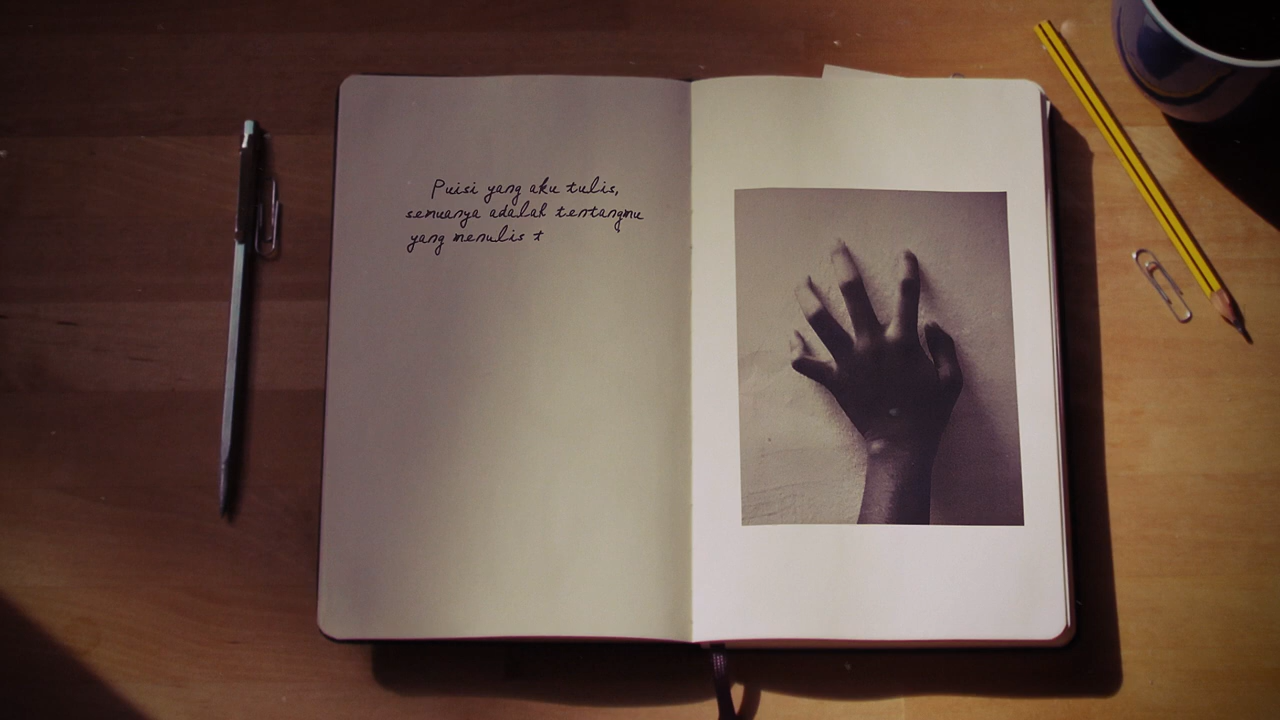 Puisi yang aku tulis,
semuanya adalah tentangmu
yang menulis t